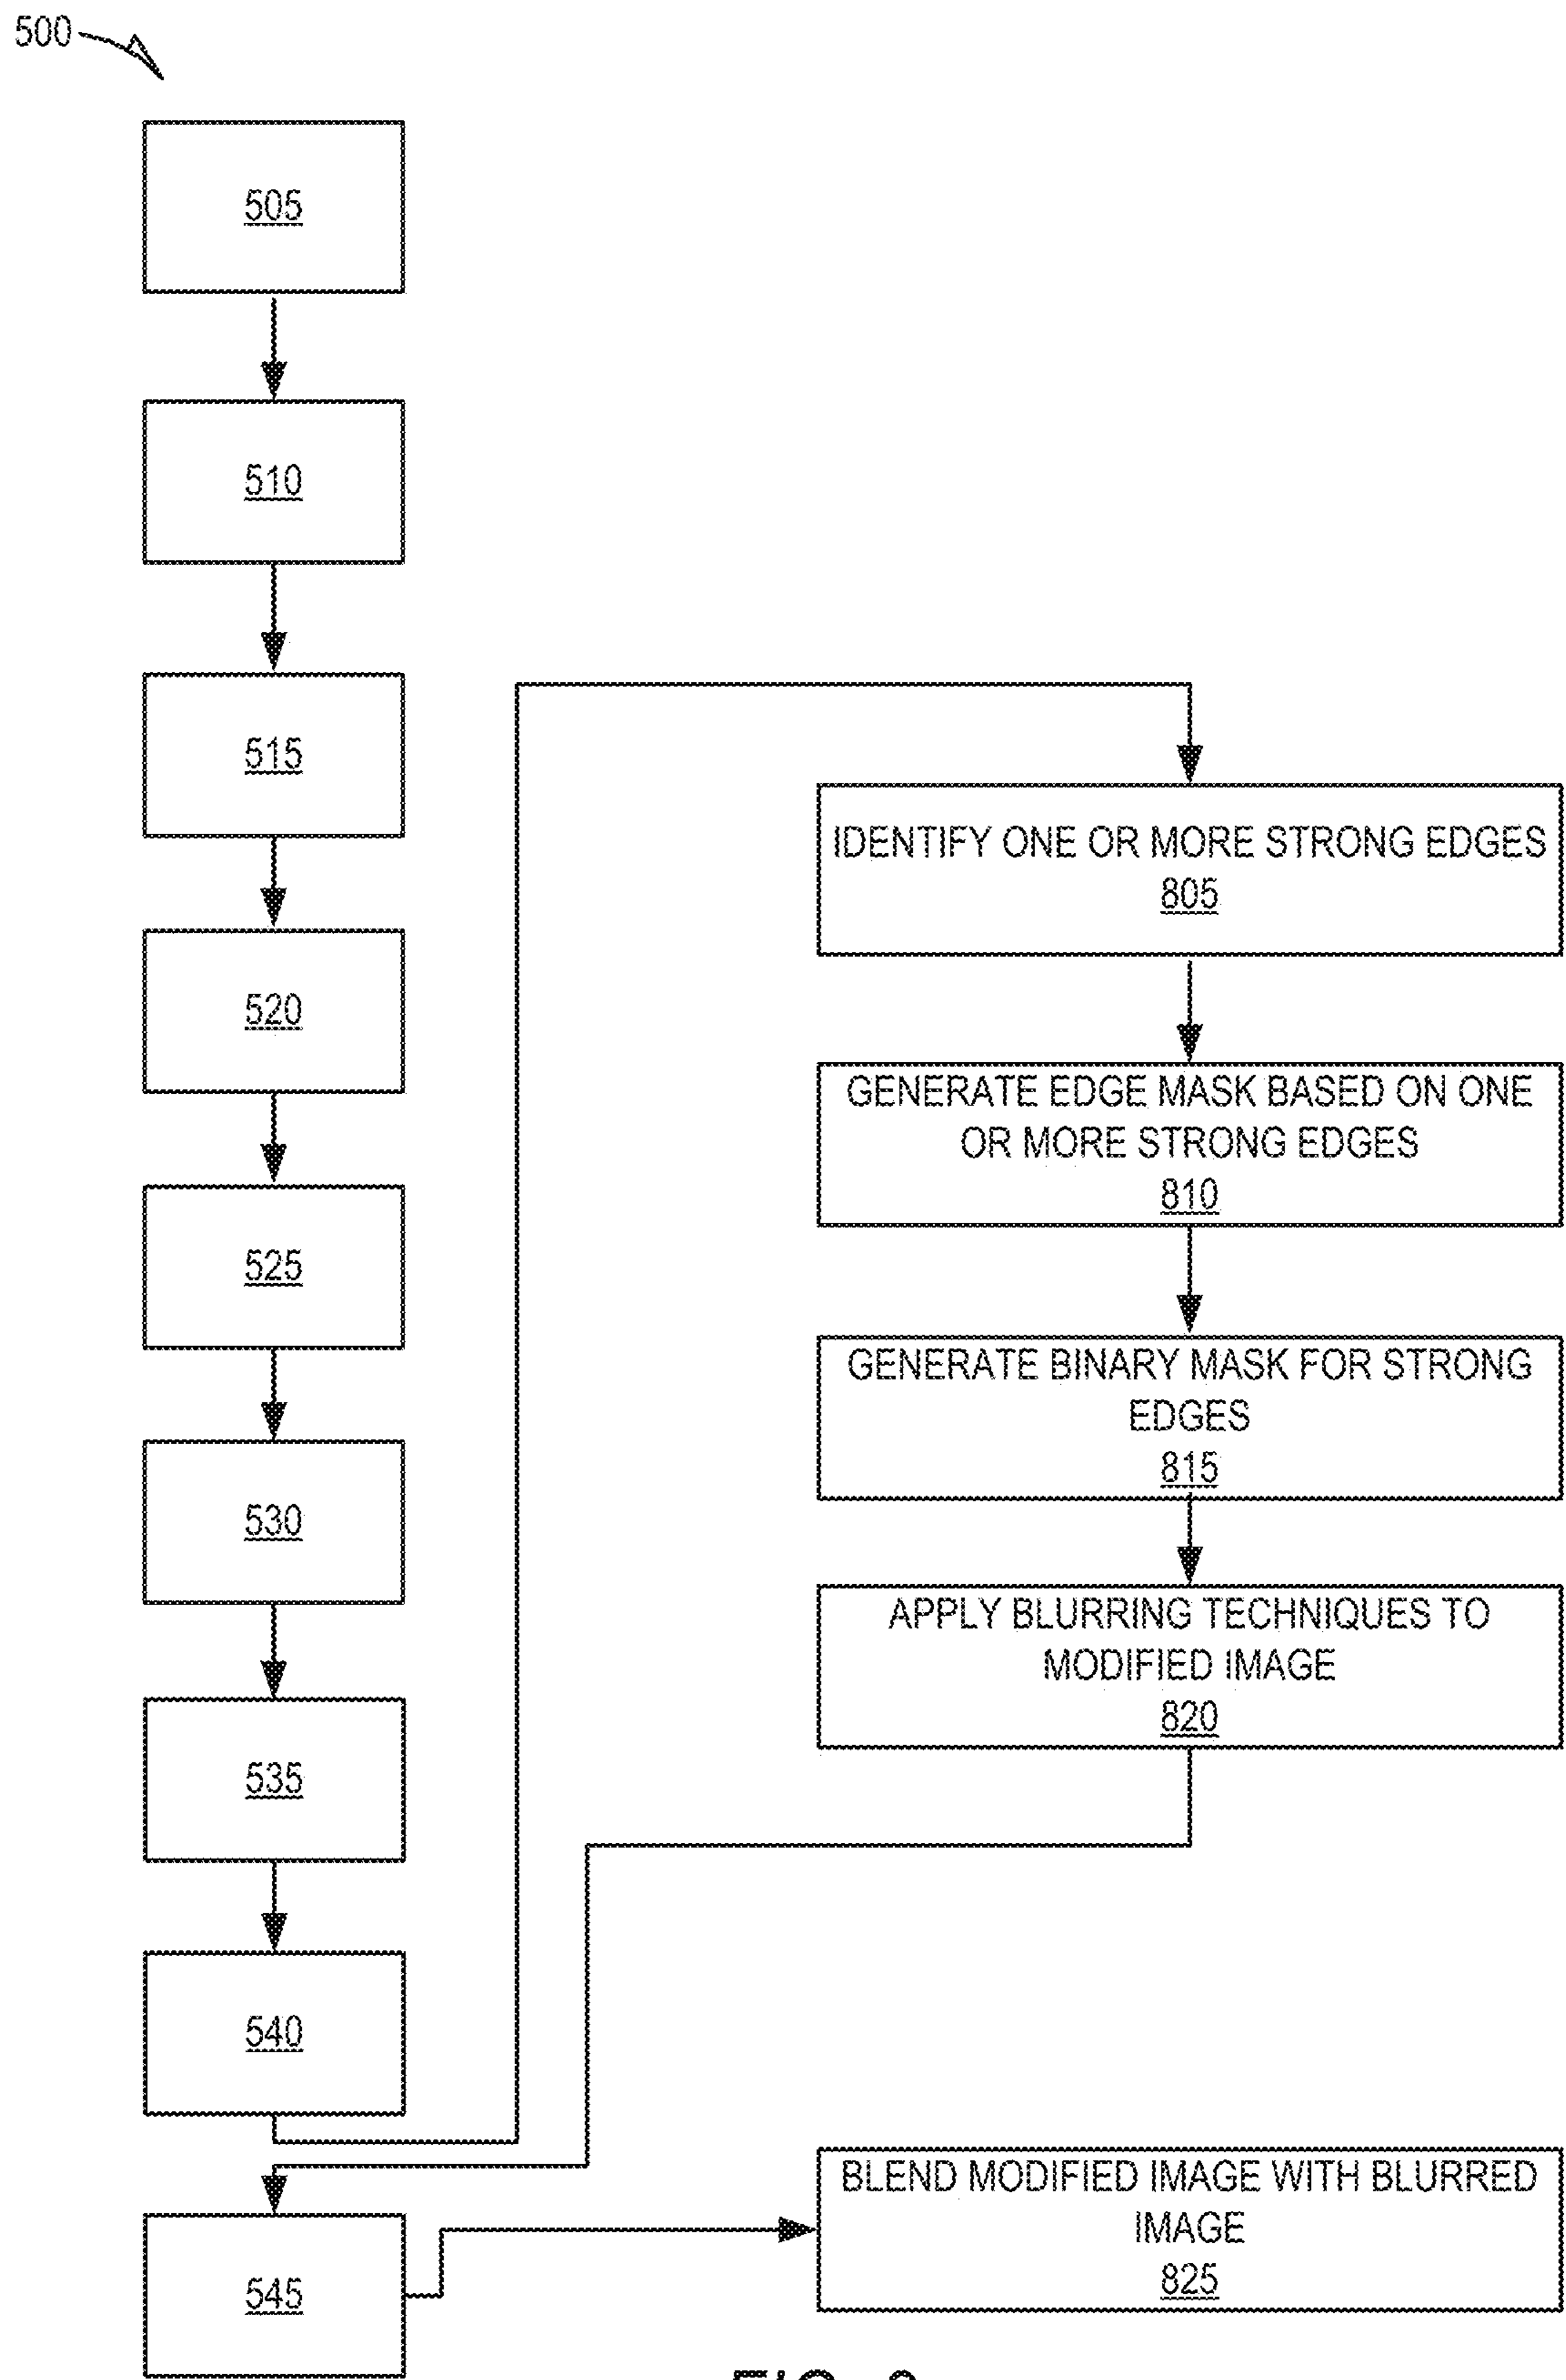 500
505
510
515
520
525
530
535
540
545
IDENTIFY ONE OR MORE STRONG EDGES
805
GENERATE EDGE MASK BASED ON ONE
OR MORE STRONG EDGES
810
GENERATE BINARY MASK FOR STRONG
EDGES
815
APPLY BLURRING TECHNIQUES TO
MODIFIED IMAGE
820
BLEND MODIFIED IMAGE WITH BLURRED
IMAGE
825